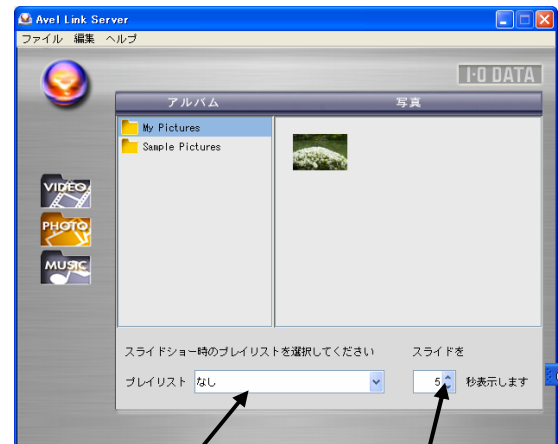 Avel Link Server
ファイル 編集 ヘルプ
I-O DATA
アルバム 写真
My Pictures
Sample Pictures
VIDEO
PHOTO
MUSIC
スライドショー時のプレイリストを選択してください スライドを
プレイリスト なし 5 秒表示します